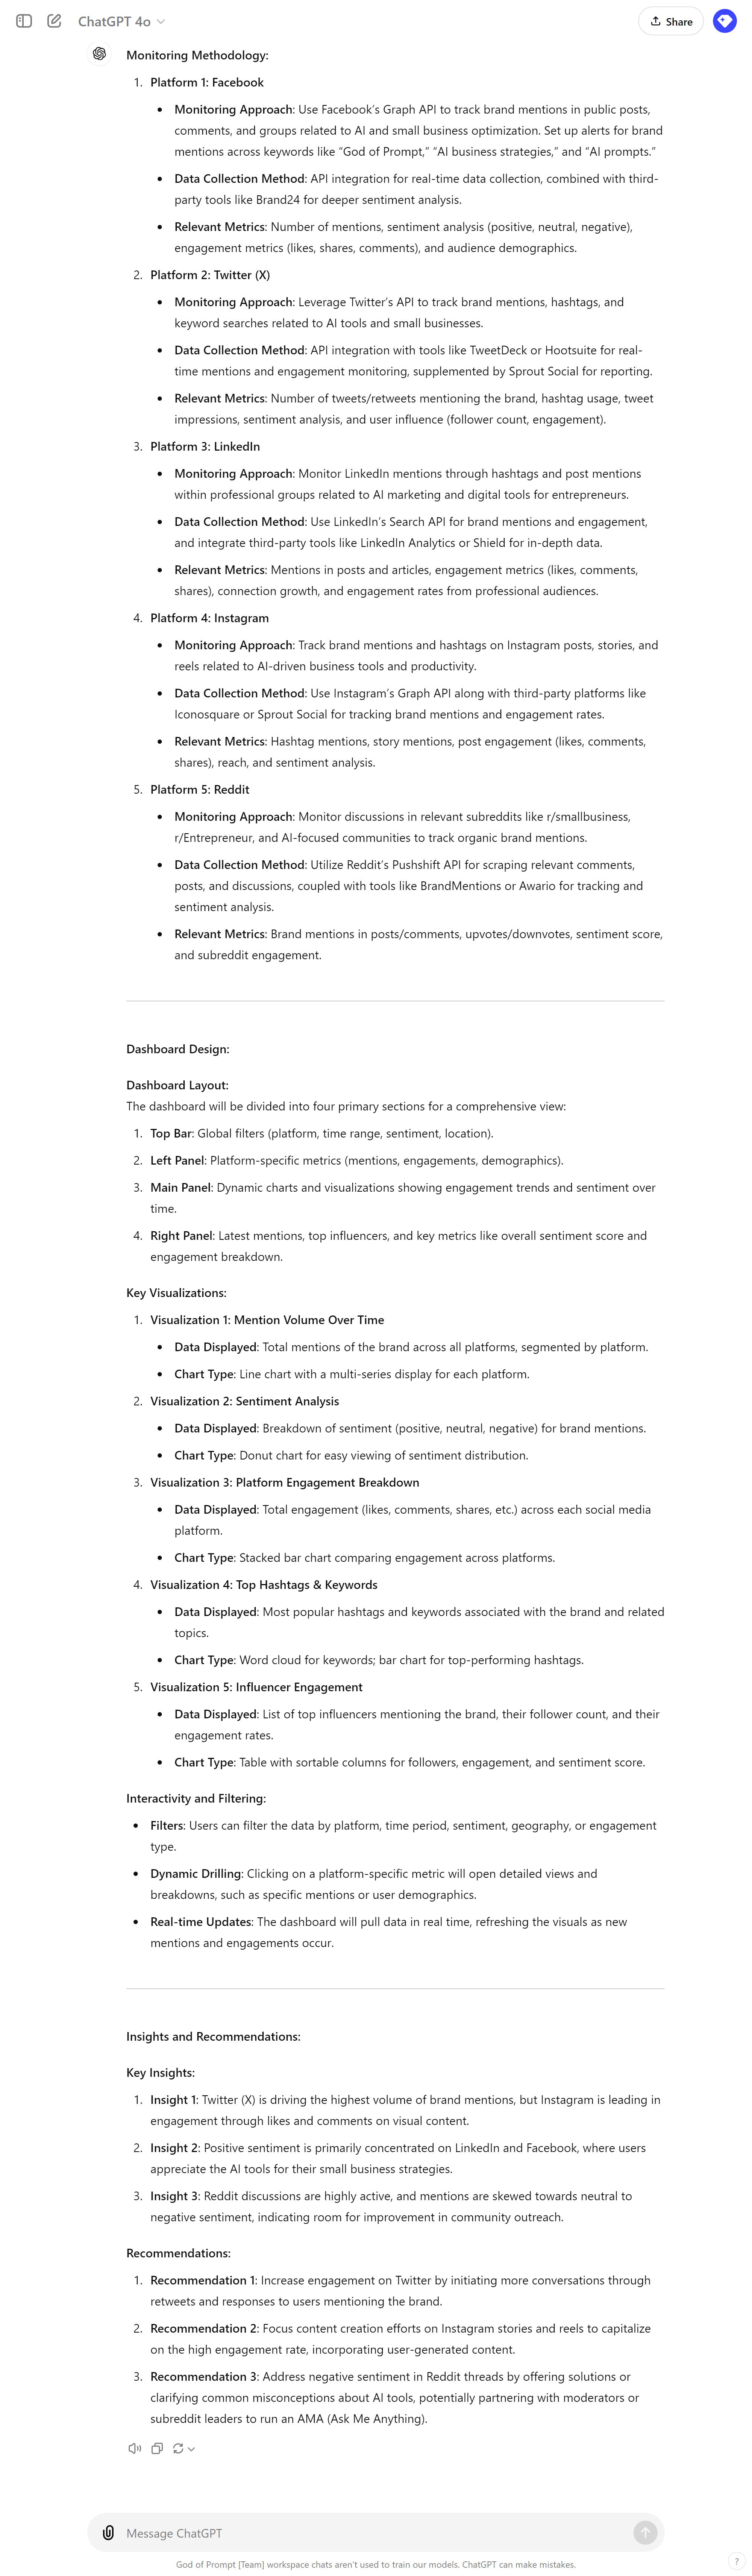 ChatGPT 4o
Share
Monitoring Methodology:
1. Platform 1: Facebook
• Monitoring Approach: Use Facebook's Graph API to track brand mentions in public posts,
comments, and groups related to AI and small business optimization. Set up alerts for brand
mentions across keywords like "God of Prompt," "AI business strategies," and "AI prompts."
• Data Collection Method: API integration for real-time data collection, combined with third-
party tools like Brand24 for deeper sentiment analysis.
• Relevant Metrics: Number of mentions, sentiment analysis (positive, neutral, negative),
engagement metrics (likes, shares, comments), and audience demographics.
2. Platform 2: Twitter (X)
• Monitoring Approach: Leverage Twitter's API to track brand mentions, hashtags, and
keyword searches related to AI tools and small businesses.
• Data Collection Method: API integration with tools like TweetDeck or Hootsuite for real-
time mentions and engagement monitoring, supplemented by Sprout Social for reporting.
• Relevant Metrics: Number of tweets/retweets mentioning the brand, hashtag usage, tweet
impressions, sentiment analysis, and user influence (follower count, engagement).
3. Platform 3: LinkedIn
• Monitoring Approach: Monitor LinkedIn mentions through hashtags and post mentions
within professional groups related to AI marketing and digital tools for entrepreneurs.
• Data Collection Method: Use LinkedIn's Search API for brand mentions and engagement,
and integrate third-party tools like LinkedIn Analytics or Shield for in-depth data.
• Relevant Metrics: Mentions in posts and articles, engagement metrics (likes, comments,
shares), connection growth, and engagement rates from professional audiences.
4. Platform 4: Instagram
• Monitoring Approach: Track brand mentions and hashtags on Instagram posts, stories, and
reels related to AI-driven business tools and productivity.
• Data Collection Method: Use Instagram's Graph API along with third-party platforms like
Iconosquare or Sprout Social for tracking brand mentions and engagement rates.
• Relevant Metrics: Hashtag mentions, story mentions, post engagement (likes, comments,
shares), reach, and sentiment analysis.
5. Platform 5: Reddit
• Monitoring Approach: Monitor discussions in relevant subreddits like r/smallbusiness,
r/Entrepreneur, and AI-focused communities to track organic brand mentions.
• Data Collection Method: Utilize Reddit's Pushshift API for scraping relevant comments,
posts, and discussions, coupled with tools like BrandMentions or Awario for tracking and
sentiment analysis.
• Relevant Metrics: Brand mentions in posts/comments, upvotes/downvotes, sentiment score,
and subreddit engagement.
Dashboard Design:
Dashboard Layout:
The dashboard will be divided into four primary sections for a comprehensive view:
1. Top Bar: Global filters (platform, time range, sentiment, location).
2. Left Panel: Platform-specific metrics (mentions, engagements, demographics).
3. Main Panel: Dynamic charts and visualizations showing engagement trends and sentiment over
time.
4. Right Panel: Latest mentions, top influencers, and key metrics like overall sentiment score and
engagement breakdown.
Key Visualizations:
1. Visualization 1: Mention Volume Over Time
• Data Displayed: Total mentions of the brand across all platforms, segmented by platform.
• Chart Type: Line chart with a multi-series display for each platform.
2. Visualization 2: Sentiment Analysis
• Data Displayed: Breakdown of sentiment (positive, neutral, negative) for brand mentions.
• Chart Type: Donut chart for easy viewing of sentiment distribution.
3. Visualization 3: Platform Engagement Breakdown
• Data Displayed: Total engagement (likes, comments, shares, etc.) across each social media
platform.
• Chart Type: Stacked bar chart comparing engagement across platforms.
4. Visualization 4: Top Hashtags & Keywords
• Data Displayed: Most popular hashtags and keywords associated with the brand and related
topics.
• Chart Type: Word cloud for keywords; bar chart for top-performing hashtags.
5. Visualization 5: Influencer Engagement
• Data Displayed: List of top influencers mentioning the brand, their follower count, and their
engagement rates.
• Chart Type: Table with sortable columns for followers, engagement, and sentiment score.
Interactivity and Filtering:
• Filters: Users can filter the data by platform, time period, sentiment, geography, or engagement
type.
• Dynamic Drilling: Clicking on a platform-specific metric will open detailed views and
breakdowns, such as specific mentions or user demographics.
• Real-time Updates: The dashboard will pull data in real time, refreshing the visuals as new
mentions and engagements occur.
Insights and Recommendations:
Key Insights:
1. Insight 1: Twitter (X) is driving the highest volume of brand mentions, but Instagram is leading in
engagement through likes and comments on visual content.
2. Insight 2: Positive sentiment is primarily concentrated on LinkedIn and Facebook, where users
appreciate the AI tools for their small business strategies.
3. Insight 3: Reddit discussions are highly active, and mentions are skewed towards neutral to
negative sentiment, indicating room for improvement in community outreach.
Recommendations:
1. Recommendation 1: Increase engagement on Twitter by initiating more conversations through
retweets and responses to users mentioning the brand.
2. Recommendation 2: Focus content creation efforts on Instagram stories and reels to capitalize
on the high engagement rate, incorporating user-generated content.
3. Recommendation 3: Address negative sentiment in Reddit threads by offering solutions or
clarifying common misconceptions about AI tools, potentially partnering with moderators or
subreddit leaders to run an AMA (Ask Me Anything).
Message ChatGPT
God of Prompt [Team] workspace chats aren't used to train our models. ChatGPT can make mistakes.
?